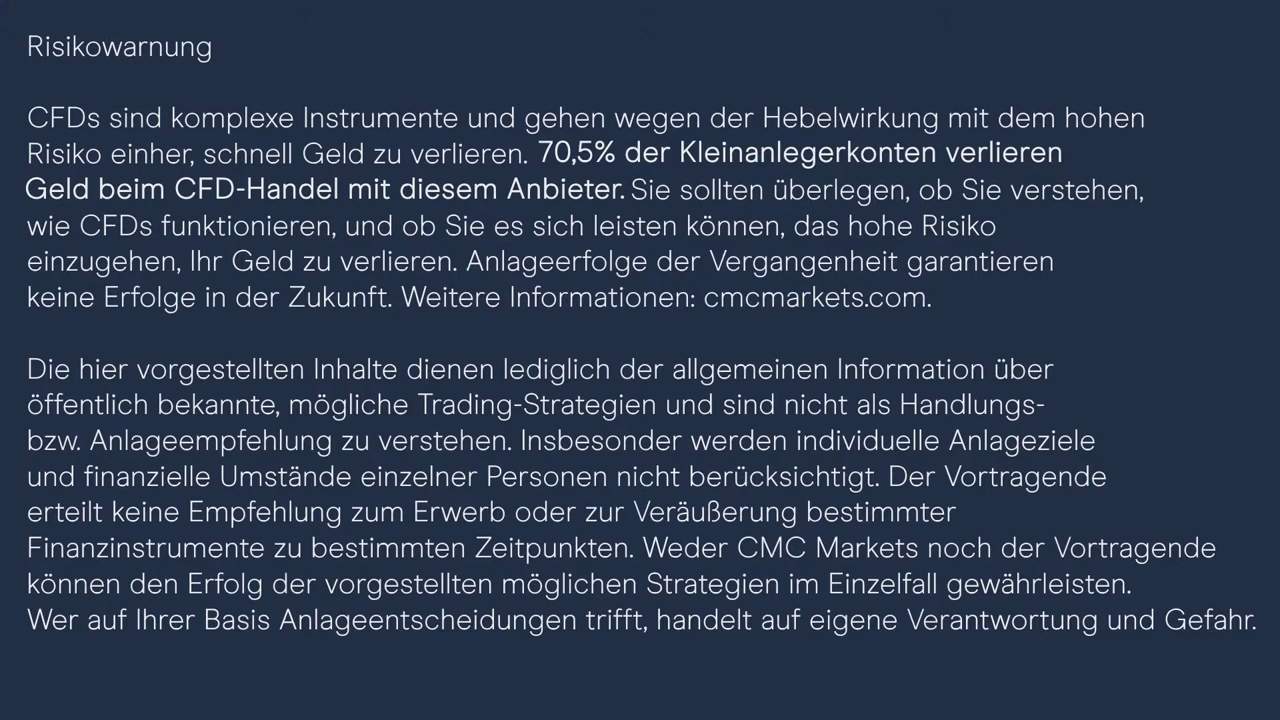 Risikowarnung
CFDs sind komplexe Instrumente und gehen wegen der Hebelwirkung mit dem hohen
Risiko einher, schnell Geld zu verlieren. 70,5% der Kleinanlegerkonten verlieren
Geld beim CFD-Handel mit diesem Anbieter. Sie sollten überlegen, ob Sie verstehen,
wie CFDs funktionieren, und ob Sie es sich leisten können, das hohe Risiko
einzugehen, Ihr Geld zu verlieren. Anlageerfolge der Vergangenheit garantieren
keine Erfolge in der Zukunft. Weitere Informationen: cmcmarkets.com.
Die hier vorgestellten Inhalte dienen lediglich der allgemeinen Information über
öffentlich bekannte, mögliche Trading-Strategien und sind nicht als Handlungs-
bzw. Anlageempfehlung zu verstehen. Insbesonder werden individuelle Anlageziele
und finanzielle Umstände einzelner Personen nicht berücksichtigt. Der Vortragende
erteilt keine Empfehlung zum Erwerb oder zur Veräußerung bestimmter
Finanzinstrumente zu bestimmten Zeitpunkten. Weder CMC Markets noch der Vortragende
können den Erfolg der vorgestellten möglichen Strategien im Einzelfall gewährleisten.
Wer auf Ihrer Basis Anlageentscheidungen trifft, handelt auf eigene Verantwortung und Gefahr.